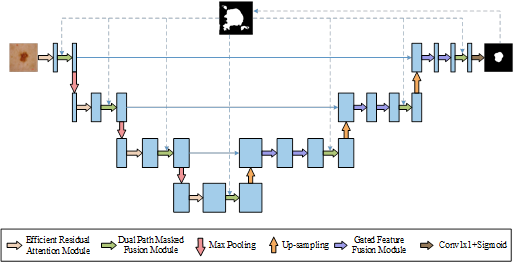 Efficient Residual
Attention Module
Dual Path Masked
Fusion Module
Max Pooling
Up-sampling
Gated Feature
Fusion Module
Conv1x1+Sigmoid